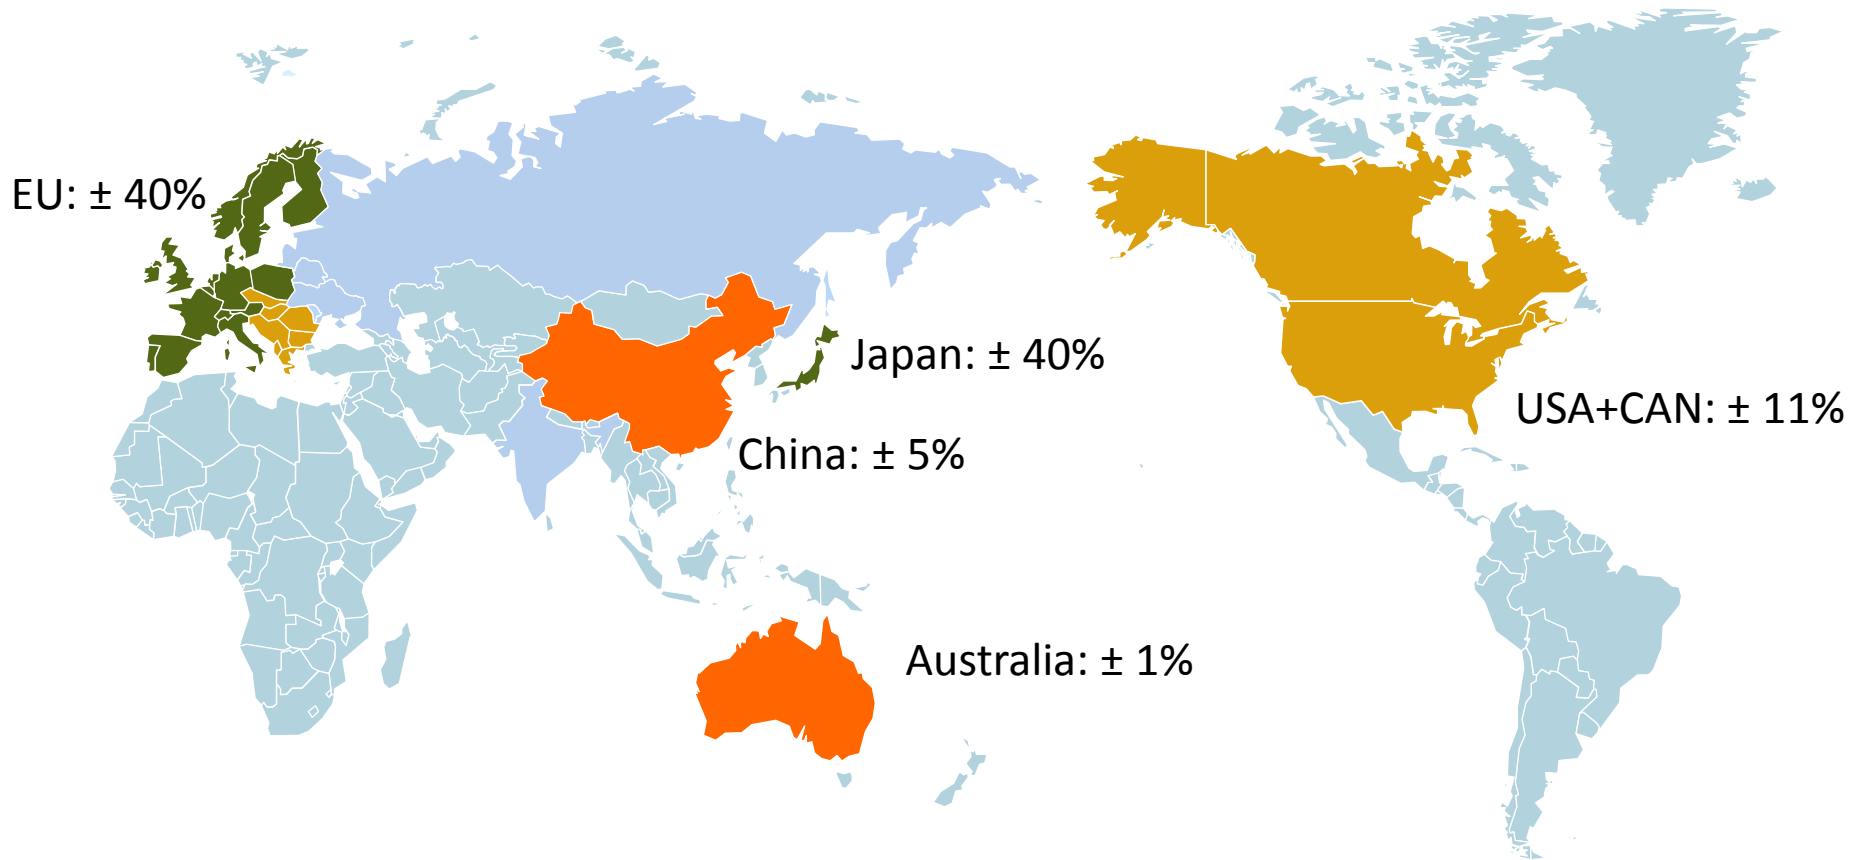 EU: ± 40%
Japan: ± 40%
USA+CAN: ± 11%
China: ± 5%
Australia: ± 1%